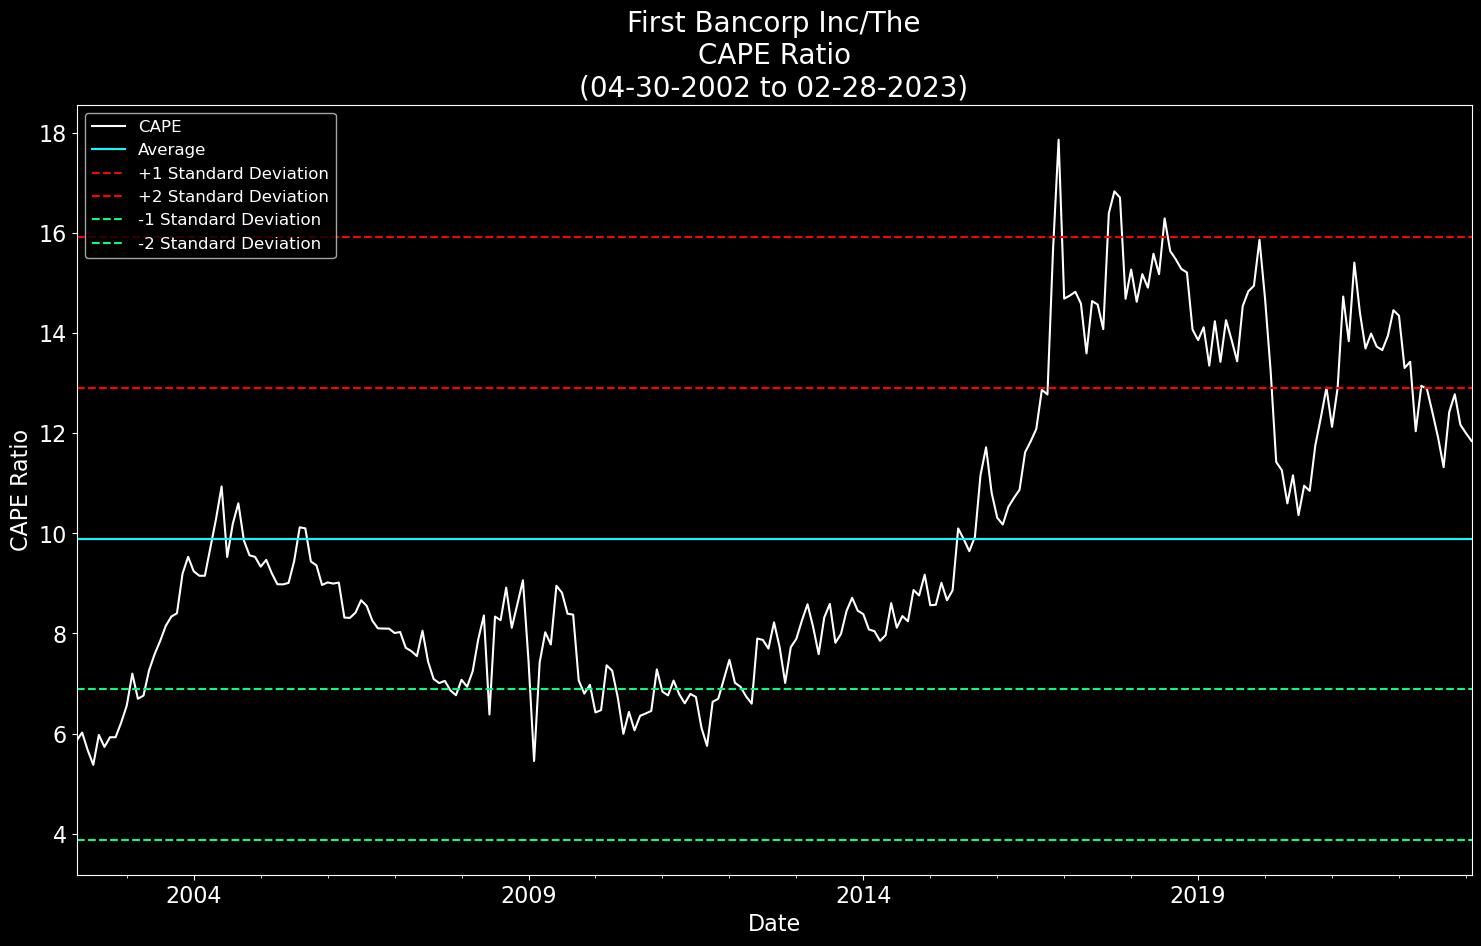 First Bancorp Inc/The
CAPE Ratio
(04-30-2002 to 02-28-2023)
CAPE
Average
+1 Standard Deviation
+2 Standard Deviation
-1 Standard Deviation
-2 Standard Deviation
18
16
14
12
10
8
6
4
CAPE Ratio
2004
2009
2014
2019
Date